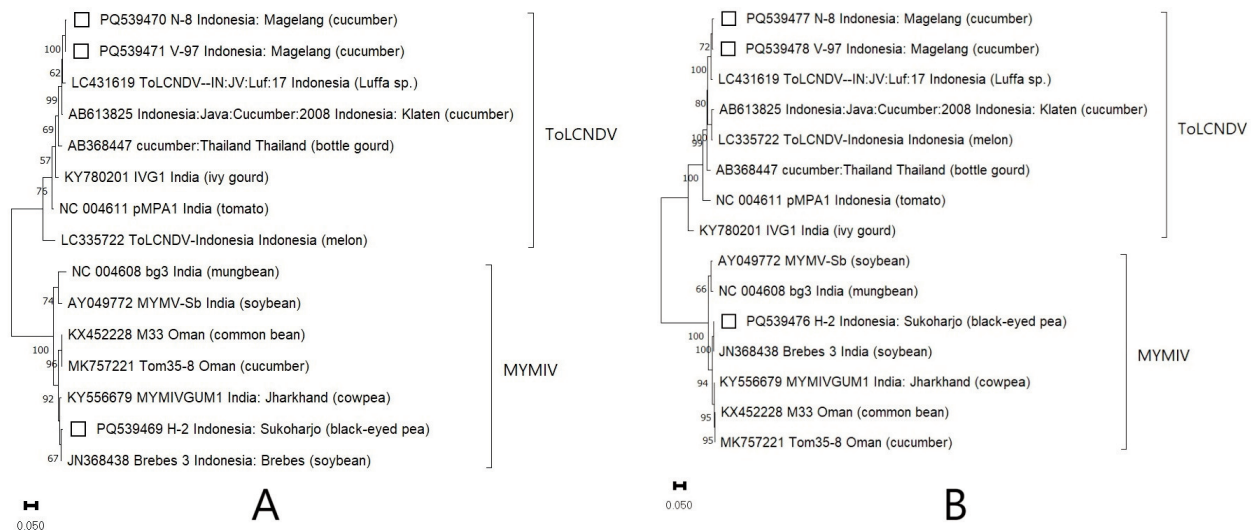 PQ539470 N-8 Indonesia: Magelang (cucumber)
100
PQ539471 V-97 Indonesia: Magelang (cucumber)
62
LC431619 ToLCNDV--IN:JV:Luf:17 Indonesia (Luffa sp.)
99
AB613825 Indonesia:Java:Cucumber:2008 Indonesia: Klaten (cucumber)
69
AB368447 cucumber:Thailand Thailand (bottle gourd)
57
KY780201 IVG1 India (ivy gourd)
76
NC 004611 pMPA1 India (tomato)
LC335722 ToLCNDV-Indonesia Indonesia (melon)
ToLCNDV
NC 004608 bg3 India (mungbean)
74
AY049772 MYMV-Sb India (soybean)
KX452228 M33 Oman (common bean)
100
96
MK757221 Tom35-8 Oman (cucumber)
92
KY556679 MYMIVGUM1 India: Jharkhand (cowpea)
PQ539469 H-2 Indonesia: Sukoharjo (black-eyed pea)
67
JN368438 Brebes 3 Indonesia: Brebes (soybean)
MYMIV
0.050
A
PQ539477 N-8 Indonesia: Magelang (cucumber)
72
PQ539478 V-97 Indonesia: Magelang (cucumber)
100
LC431619 ToLCNDV--IN:JV:Luf:17 Indonesia (Luffa sp.)
80
AB613825 Indonesia:Java:Cucumber:2008 Indonesia: Klaten (cucumber)
100
99
LC335722 ToLCNDV-Indonesia Indonesia (melon)
AB368447 cucumber:Thailand Thailand (bottle gourd)
100
NC 004611 pMPA1 Indonesia (tomato)
KY780201 IVG1 India (ivy gourd)
ToLCNDV
AY049772 MYMV-Sb (soybean)
66
NC 004608 bg3 India (mungbean)
PQ539476 H-2 Indonesia: Sukoharjo (black-eyed pea)
100
100
JN368438 Brebes 3 India (soybean)
94
KY556679 MYMIVGUM1 India: Jharkhand (cowpea)
95
KX452228 M33 Oman (common bean)
95
MK757221 Tom35-8 Oman (cucumber)
MYMIV
0.050
B